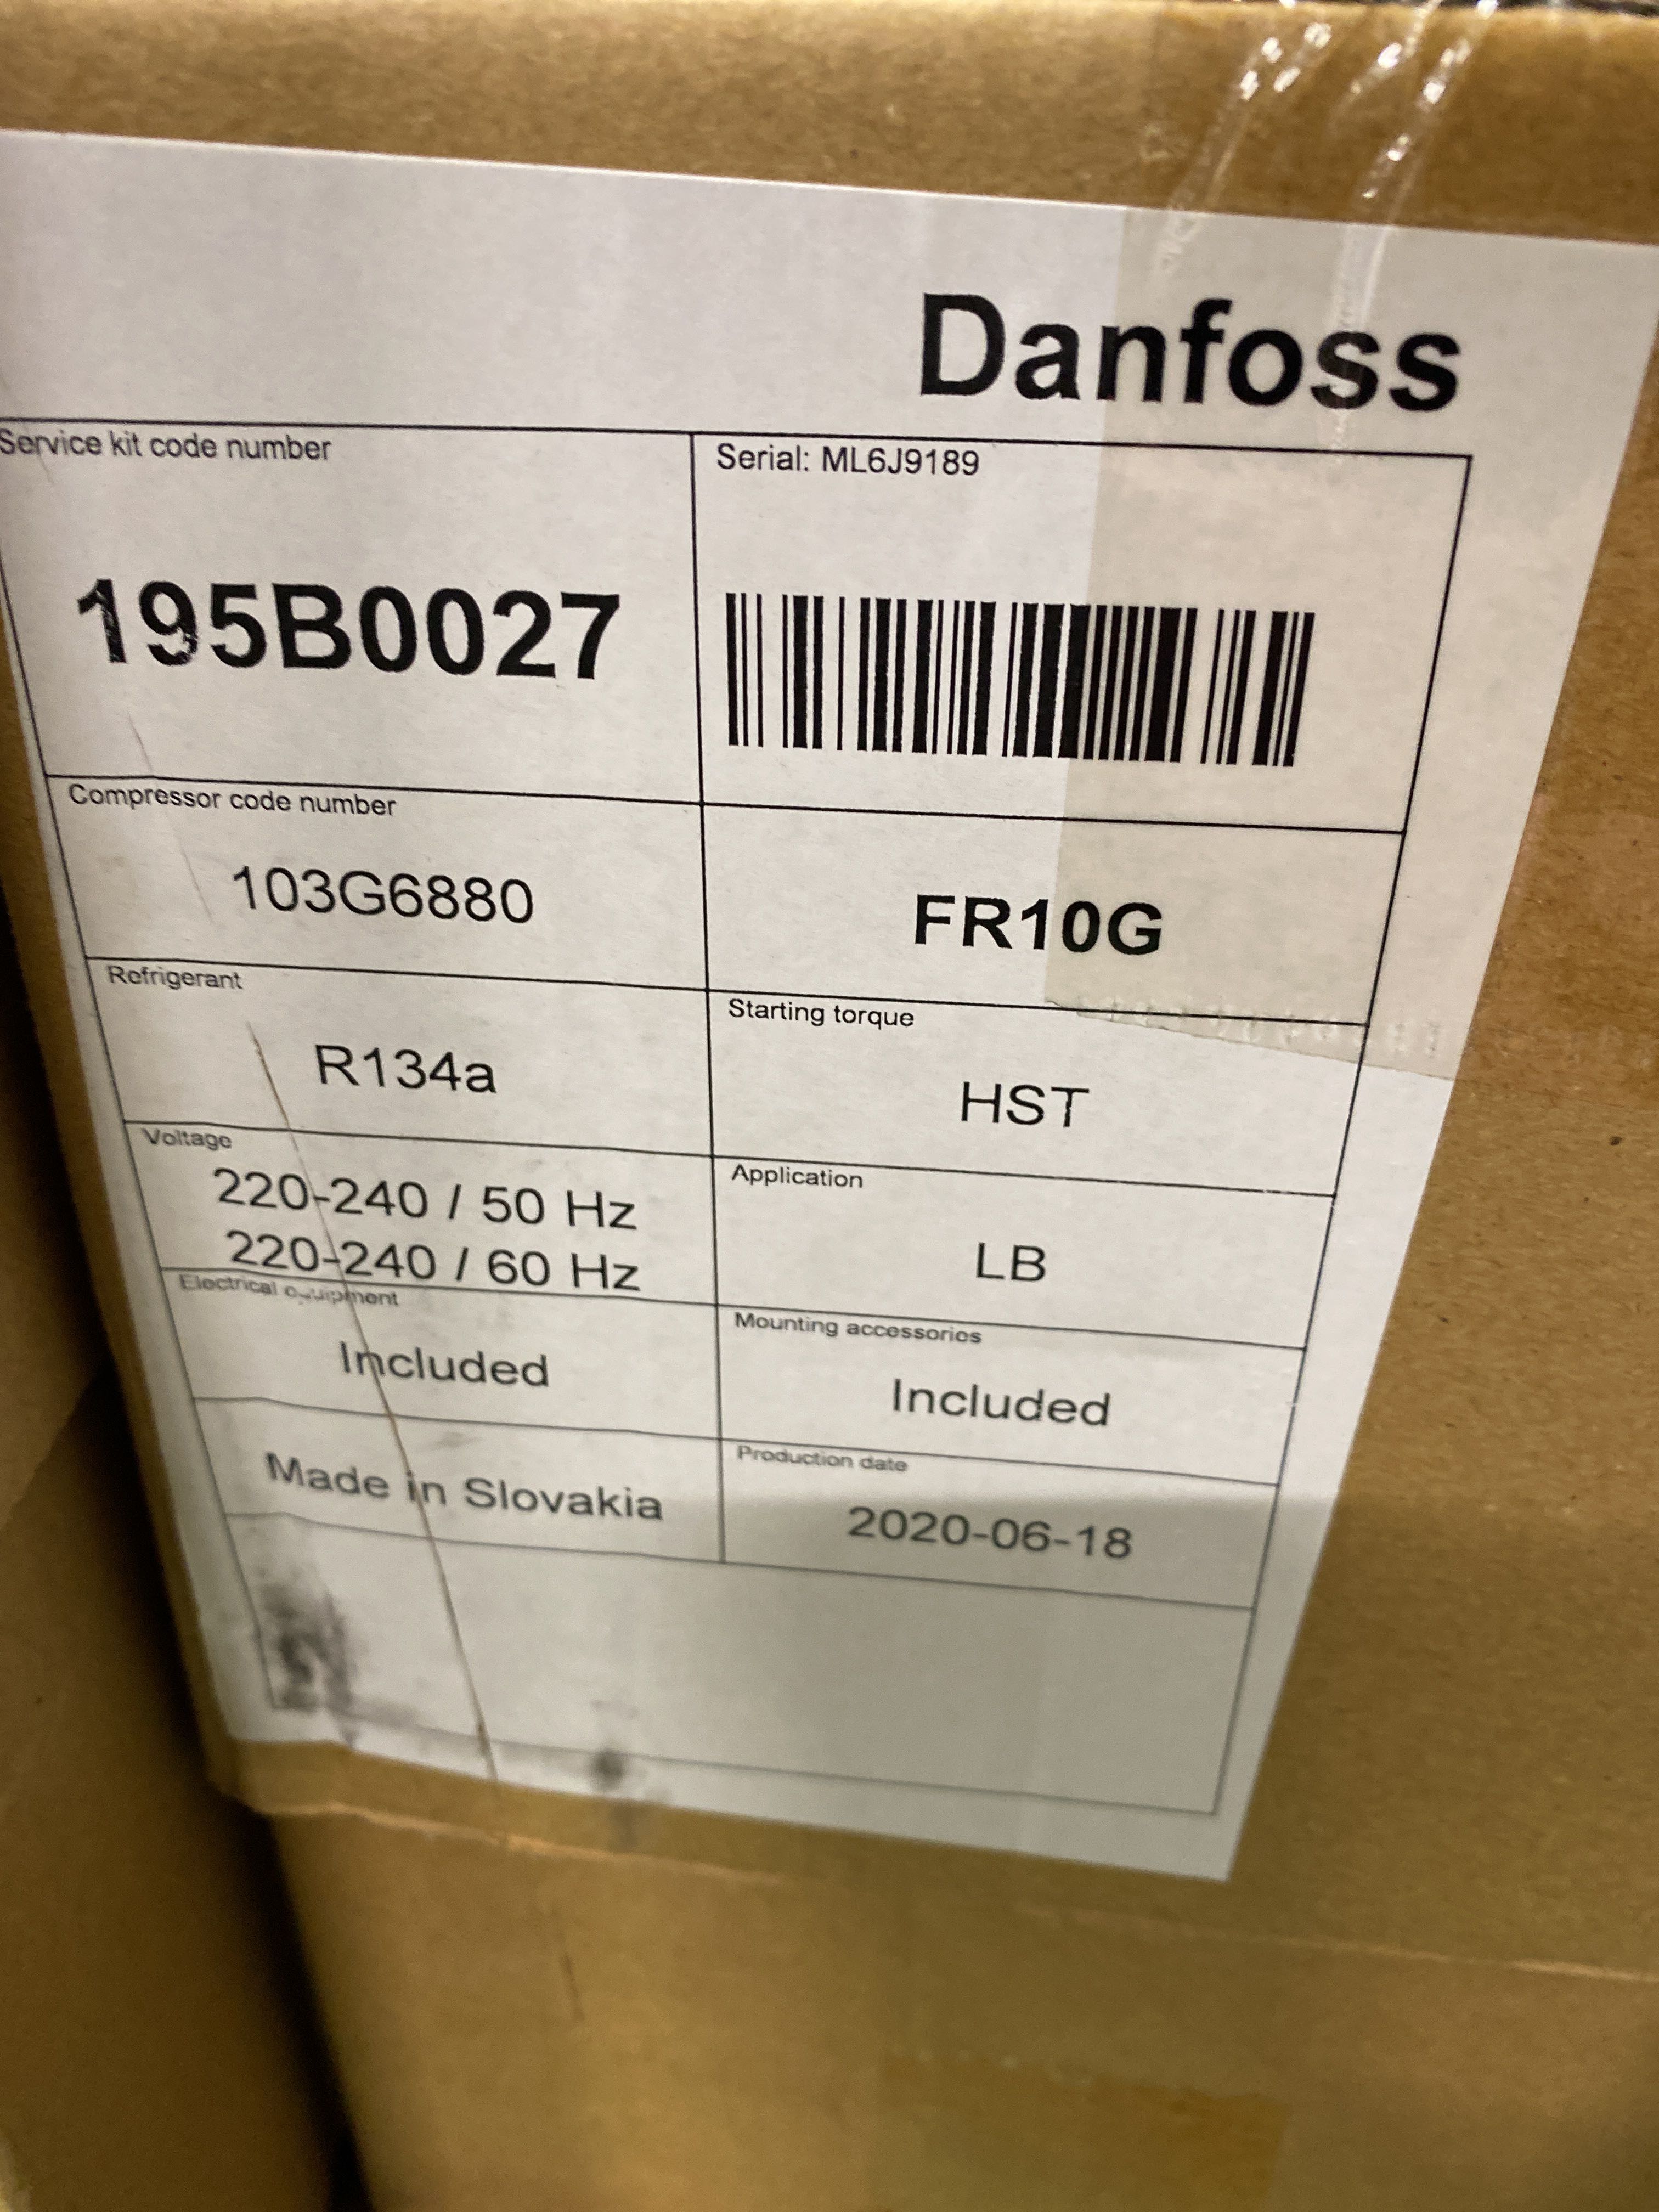 Danfoss
Service kit code number
195B0027
Serial: ML6J9189
Compressor code number
103G6880
FR10G
Refrigerant
R134a
Starting torque
HST
Voltage
220-240 / 50 Hz
220-240 / 60 Hz
Application
LB
Electrical equipment
Included
Mounting accessories
Included
Made in Slovakia
Production date
2020-06-18